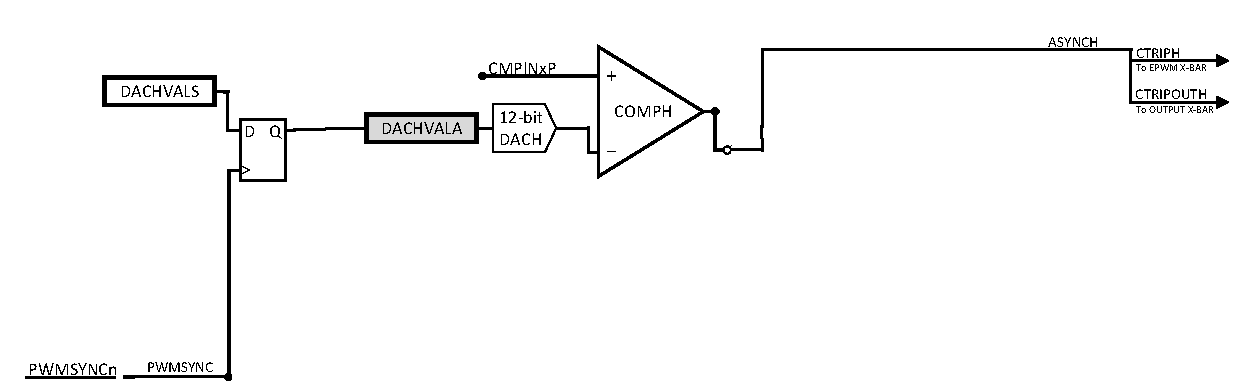 ASYNCH
CTRIPH
To EPWM X-BAR
CMPINxP
+
DACHVALS
CTRIPOUTH
To OUTPUT X-BAR
12-bit
DACH
COMPH
D Q
DACHVALA
−
PWMSYNCn
PWMSYNC